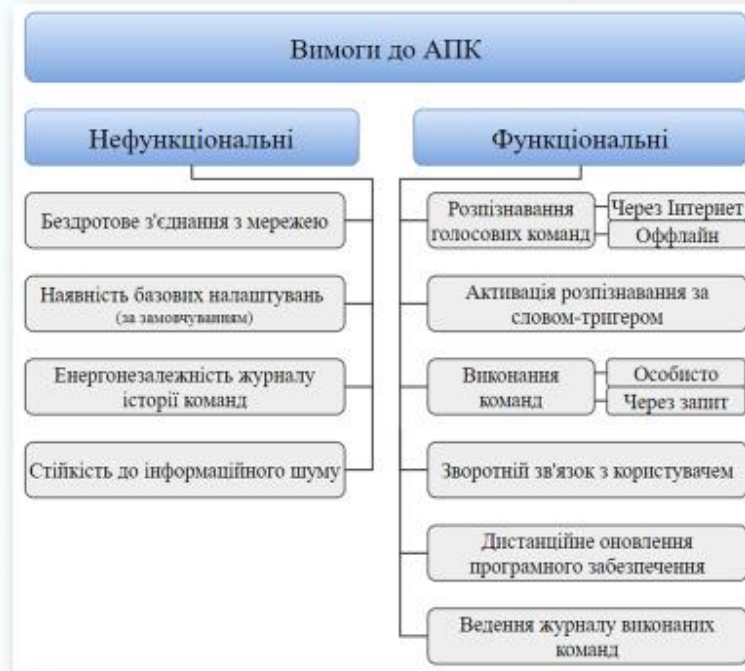 Вимоги до АПК
Нефункціональні
Бездротове з'єднання з мережею
Наявність базових налаштувань
(за замовчуванням)
Енергонезалежність журналу
історії команд
Стійкість до інформаційного шуму
Функціональні
Розпізнавання
голосових команд
Через Інтернет
Оффлайн
Активація розпізнавання за
словом-тригером
Виконання
команд
Особисто
Через запит
Зворотній зв'язок з користувачем
Дистанційне оновлення
програмного забезпечення
Ведення журналу виконаних
команд